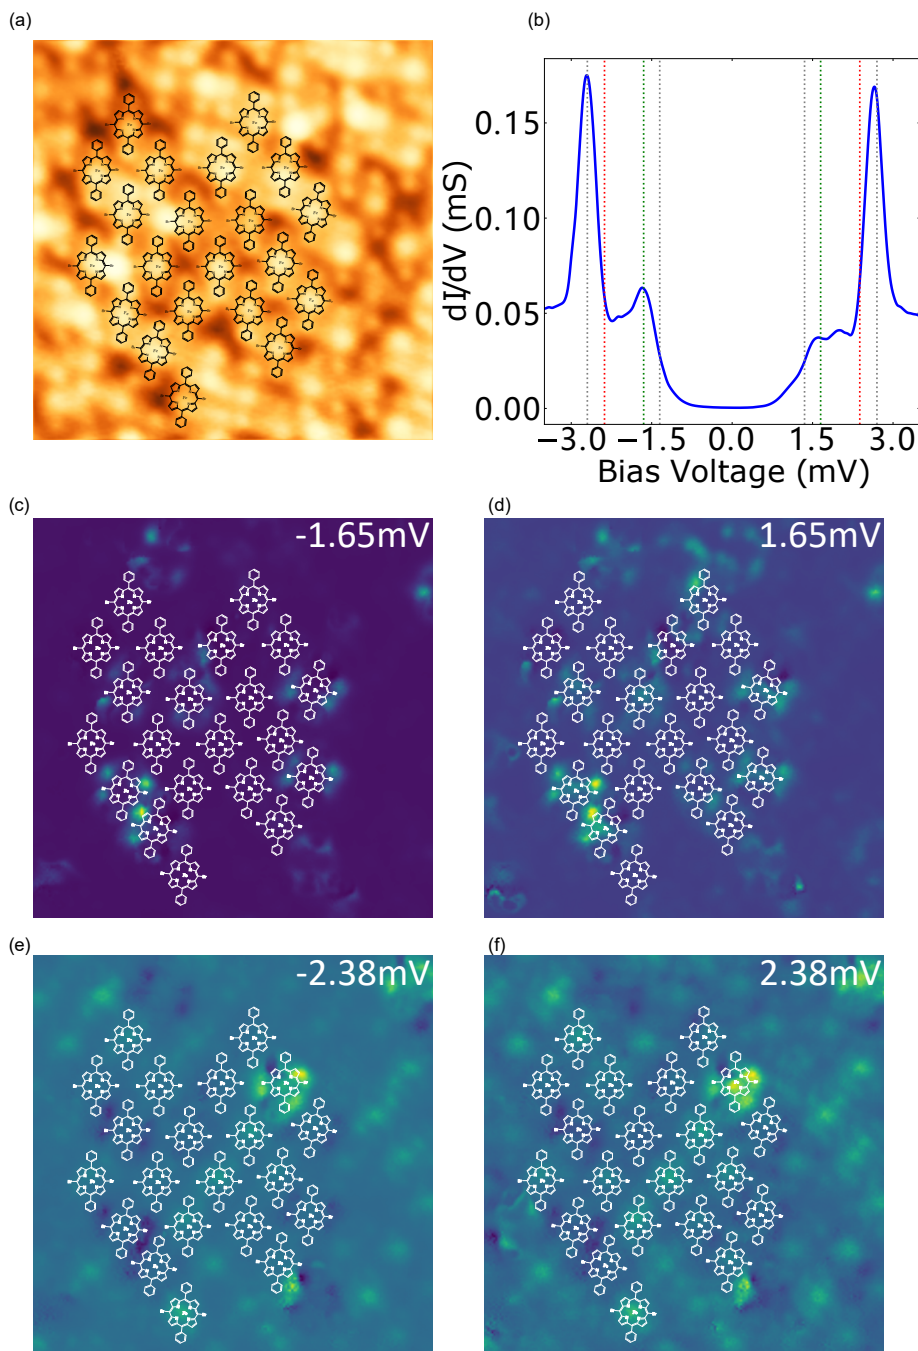 (a)
(b)
dI/dV (mS)
0.15
0.10
0.05
0.00
−3.0 −1.5 0.0 1.5 3.0
Bias Voltage (mV)
(c)
-1.65mV
(d)
1.65mV
(e)
-2.38mV
(f)
2.38mV